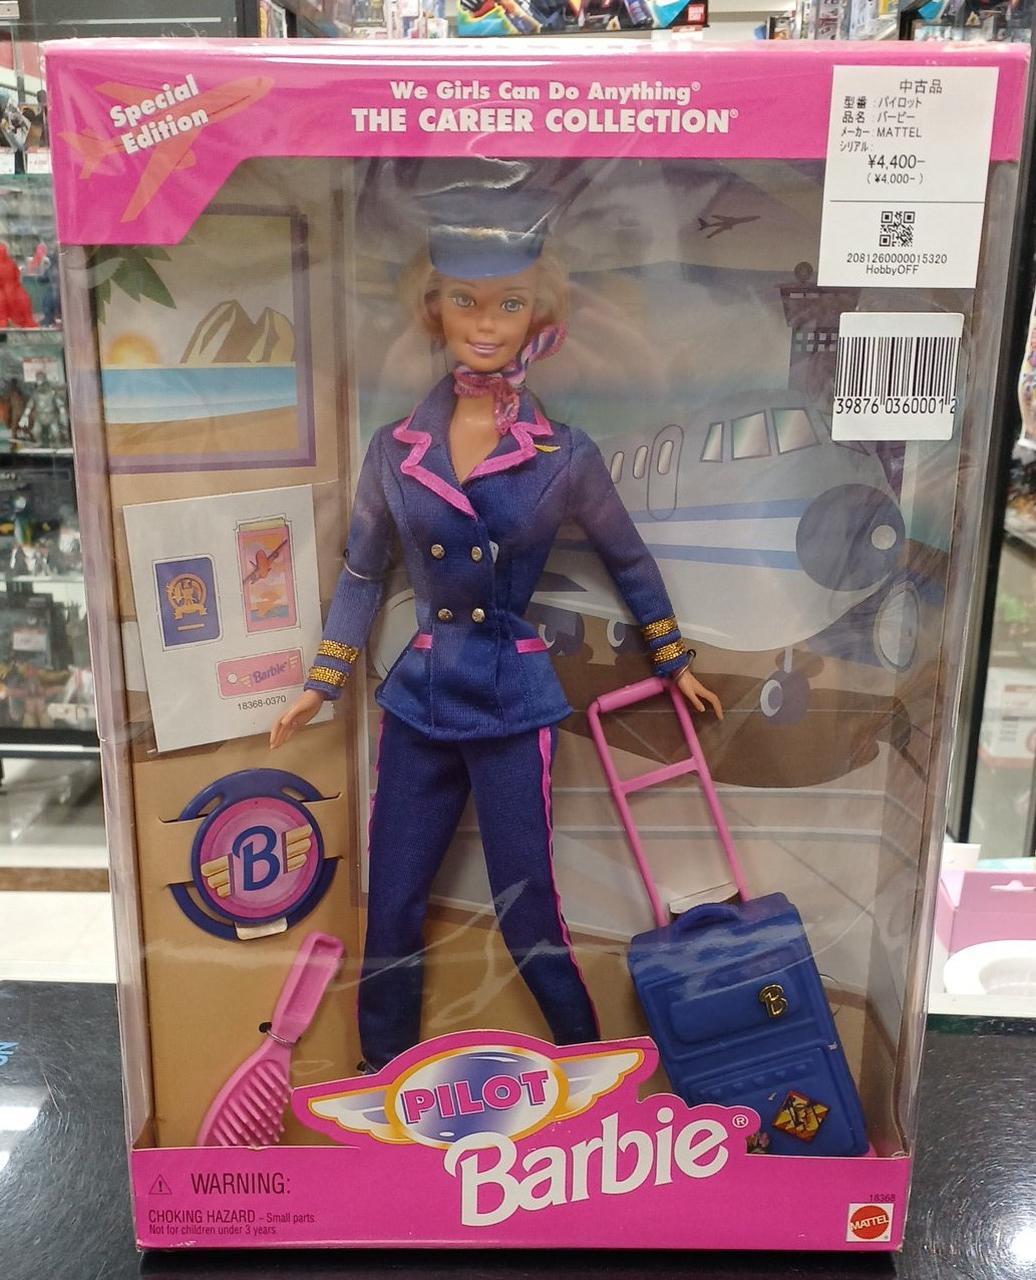 Special
Edition
We Girls Can Do Anything®
THE CAREER COLLECTION®
中古品
型番 : パイロット
品名 : バービー
メーカー: MATTEL
シリアル:
¥4,400-
(¥4,000-)
2081260000015320
HobbyOFF
39876 03600012
Barbie
18368-0370
B
B
PILOT
Barbie®
⚠ WARNING:
CHOKING HAZARD – Small parts
Not for children under 3 years
18368
MATTEL